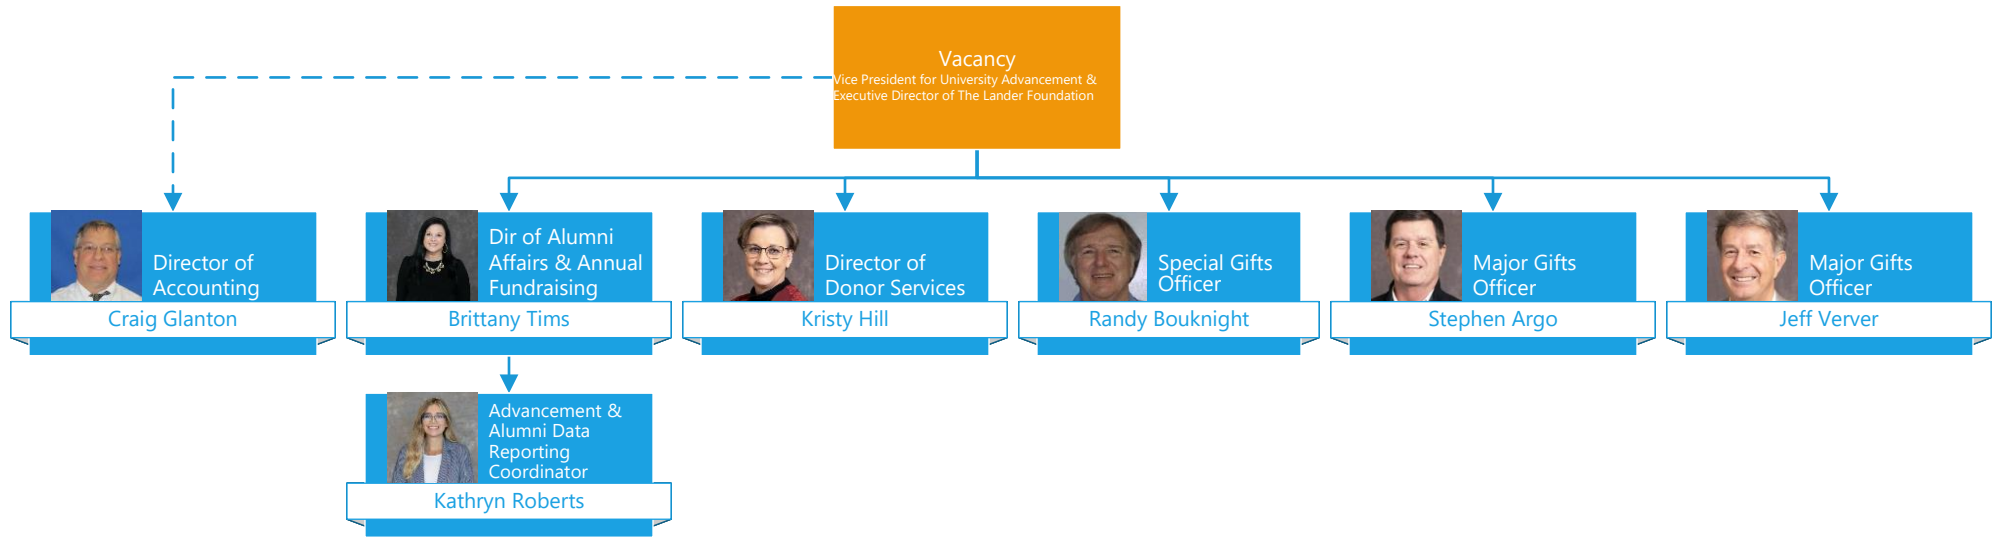 Vacancy
Vice President for University Advancement &
Executive Director of The Lander Foundation
Director of
Accounting
Craig Glanton
Dir of Alumni
Affairs & Annual
Fundraising
Brittany Tims
Director of
Donor Services
Kristy Hill
Special Gifts
Officer
Randy Bouknight
Major Gifts
Officer
Stephen Argo
Major Gifts
Officer
Jeff Verver
Advancement &
Alumni Data
Reporting
Coordinator
Kathryn Roberts